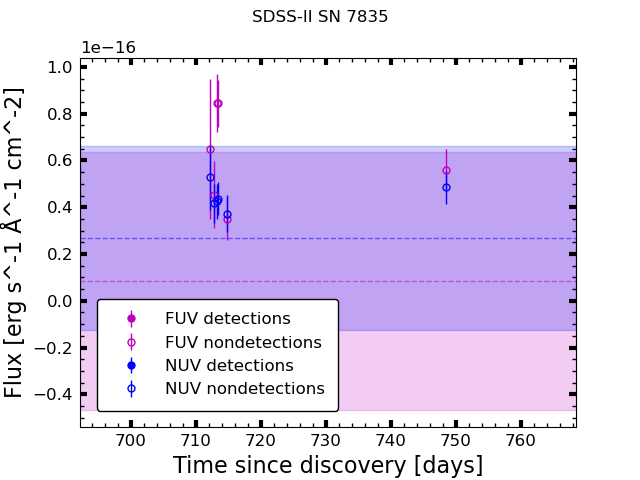 SDSS-II SN 7835
1e−16
1.0
0.8
0.6
0.4
0.2
0.0
−0.2
−0.4
Flux [erg s^-1 Å^-1 cm^-2]
FUV detections
FUV nondetections
NUV detections
NUV nondetections
700 710 720 730 740 750 760
Time since discovery [days]